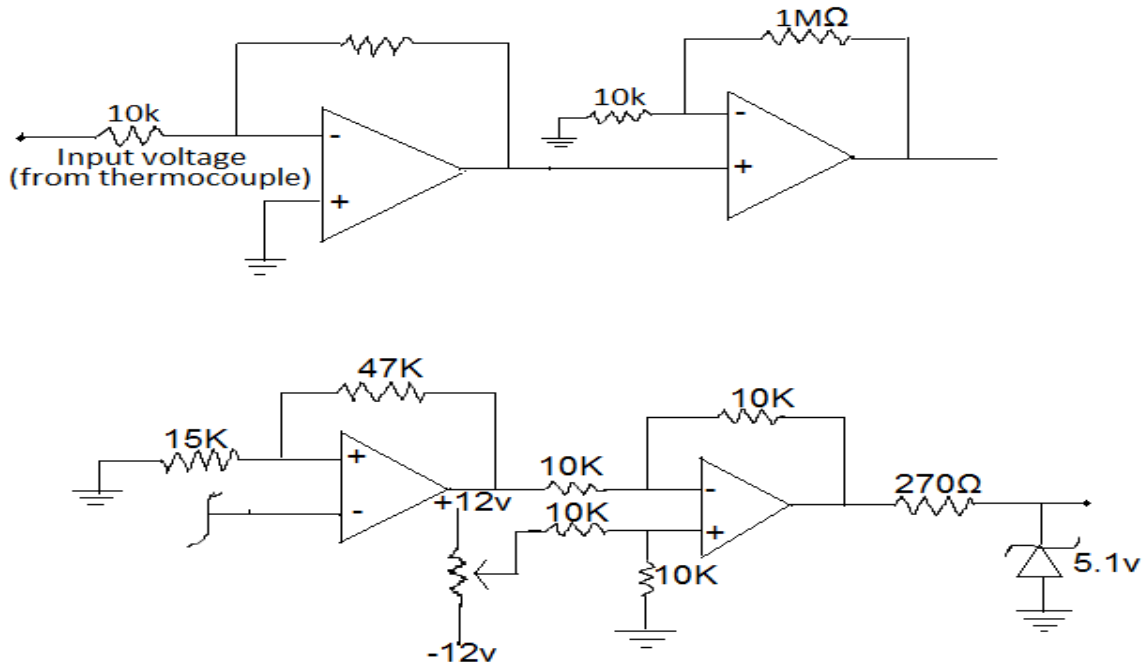 1MΩ
10k
10k
-
-
Input voltage
(from thermocouple)
+
+
47K
10K
15K
+
10K
-
270Ω
-
+12v
10K
+
10K
5.1v
-12v